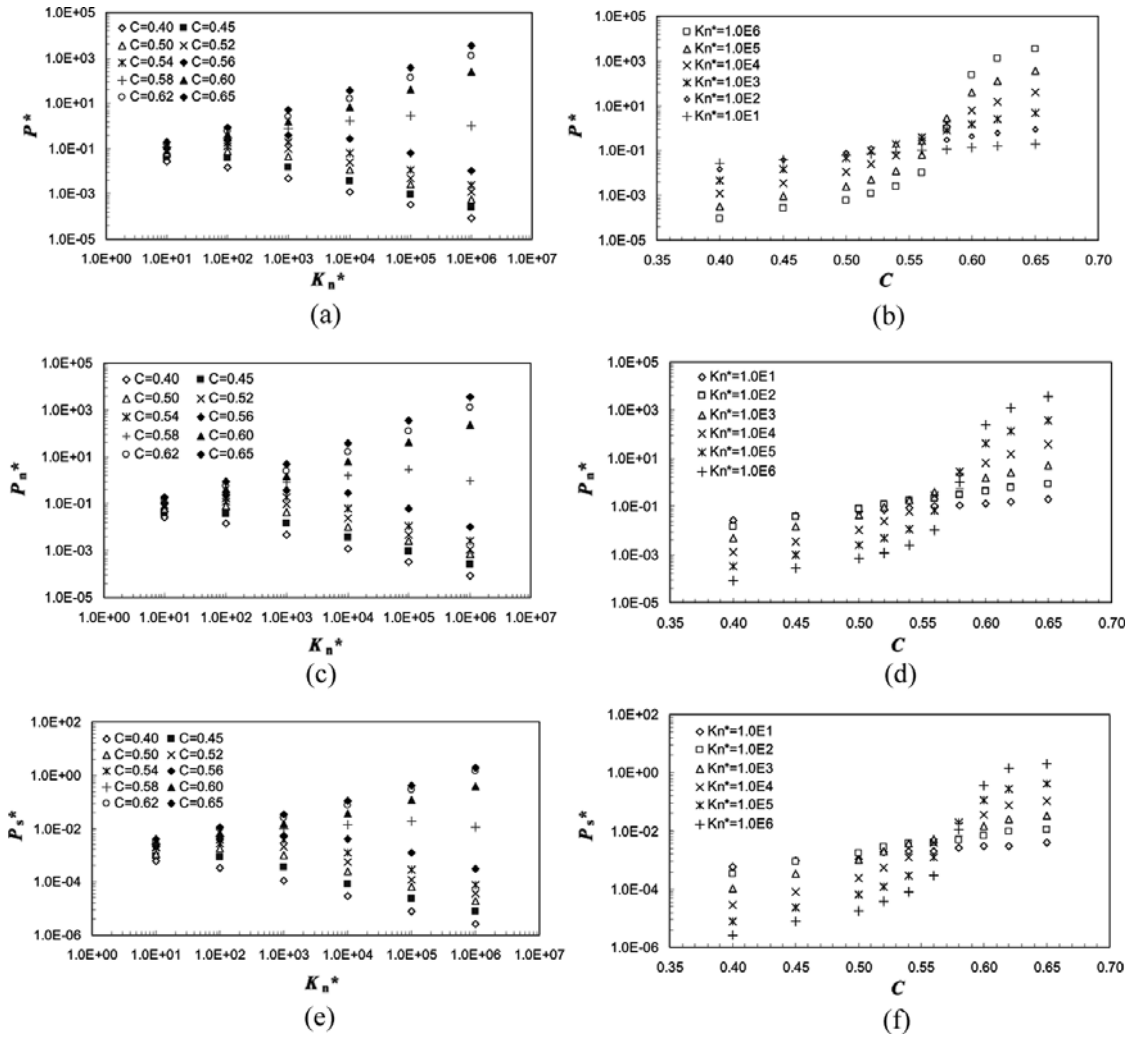 C=0.40 C=0.45
C=0.50 C=0.52
C=0.54 C=0.56
C=0.58 C=0.60
C=0.62 C=0.65
P*
1.0E+05
1.0E+03
1.0E+01
1.0E-01
1.0E-03
1.0E-05
1.0E+00 1.0E+01 1.0E+02 1.0E+03 1.0E+04 1.0E+05 1.0E+06 1.0E+07
Kn*
(a)
Kn*=1.0E6
Kn*=1.0E5
Kn*=1.0E4
Kn*=1.0E3
Kn*=1.0E2
Kn*=1.0E1
P*
1.0E+05
1.0E+03
1.0E+01
1.0E-01
1.0E-03
1.0E-05
0.35 0.40 0.45 0.50 0.55 0.60 0.65 0.70
C
(b)
C=0.40 C=0.45
C=0.50 C=0.52
C=0.54 C=0.56
C=0.58 C=0.60
C=0.62 C=0.65
Pn*
1.0E+05
1.0E+03
1.0E+01
1.0E-01
1.0E-03
1.0E-05
1.0E+00 1.0E+01 1.0E+02 1.0E+03 1.0E+04 1.0E+05 1.0E+06 1.0E+07
Kn*
(c)
Kn*=1.0E1
Kn*=1.0E2
Kn*=1.0E3
Kn*=1.0E4
Kn*=1.0E5
Kn*=1.0E6
Pn*
1.0E+05
1.0E+03
1.0E+01
1.0E-01
1.0E-03
1.0E-05
0.35 0.40 0.45 0.50 0.55 0.60 0.65 0.70
C
(d)
C=0.40 C=0.45
C=0.50 C=0.52
C=0.54 C=0.56
C=0.58 C=0.60
C=0.62 C=0.65
Ps*
1.0E+02
1.0E+00
1.0E-02
1.0E-04
1.0E-06
1.0E+00 1.0E+01 1.0E+02 1.0E+03 1.0E+04 1.0E+05 1.0E+06 1.0E+07
Kn*
(e)
Kn*=1.0E1
Kn*=1.0E2
Kn*=1.0E3
Kn*=1.0E4
Kn*=1.0E5
Kn*=1.0E6
Ps*
1.0E+02
1.0E+00
1.0E-02
1.0E-04
1.0E-06
0.35 0.40 0.45 0.50 0.55 0.60 0.65 0.70
C
(f)